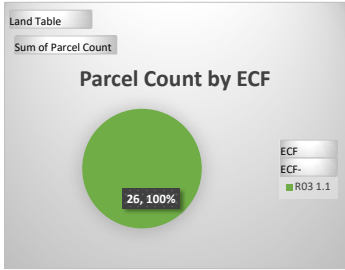 Land Table
Sum of Parcel Count
Parcel Count by ECF
26, 100%
ECF
ECF-
R03 1.1